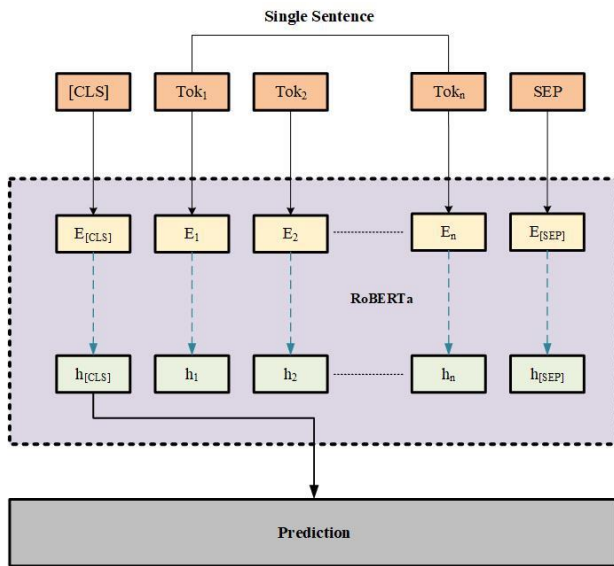 Single Sentence
[CLS] Tok₁ Tok₂ Tokₙ SEP
E[CLS] E₁ E₂ Eₙ E[SEP]
RoBERTa
h[CLS] h₁ h₂ hₙ h[SEP]
Prediction